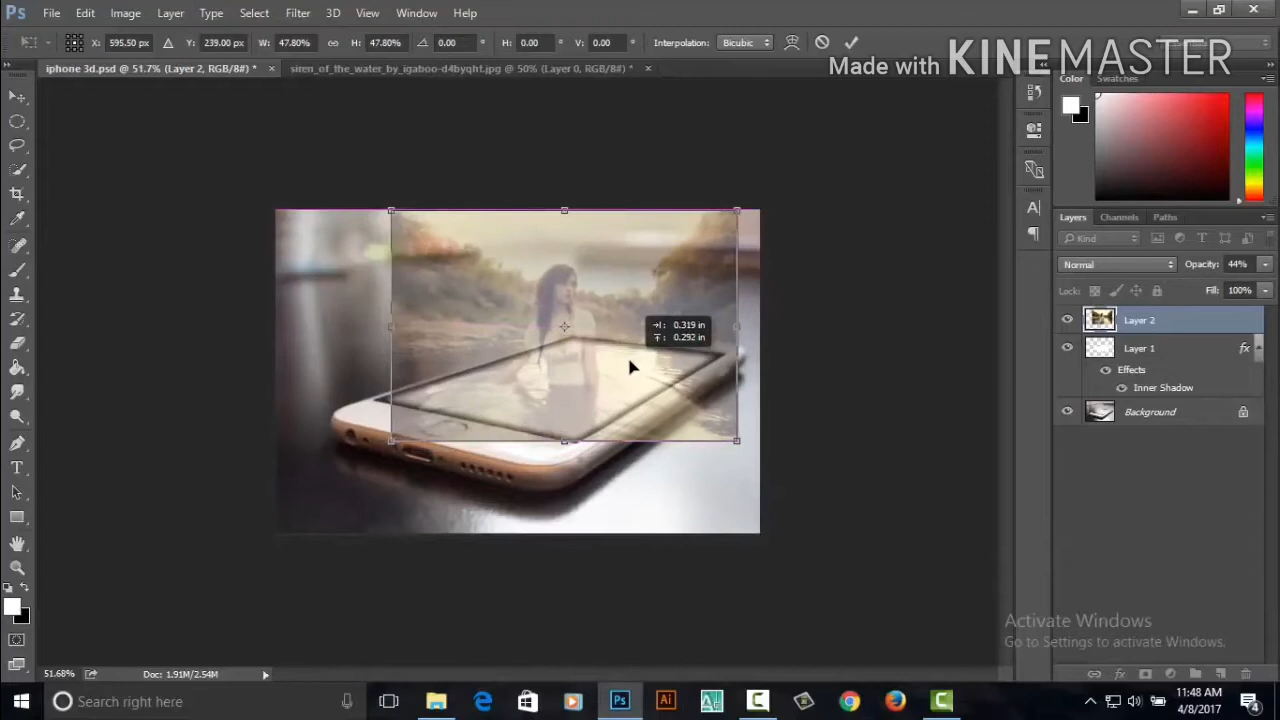 Ps File Edit Image Layer Type Select Filter 3D View Window Help
X: 595.50 px Y: 239.00 px W: 47.80% H: 47.80% 0.00 ° H: 0.00 ° V: 0.00 ° Interpolation: Bicubic
Made with KINEMASTER
iphone 3d.psd @ 51.7% (Layer 2, RGB/8#) * × siren_of_the_water_by_igaboo-d4byqht.jpg @ 50% (Layer 0, RGB/8#) * ×
Color Swatches
Layers Channels Paths
Kind
Normal Opacity: 44%
Lock: Fill: 100%
Layer 2
Layer 1 fx
Effects
Inner Shadow
Background
0.319 in
0.292 in
Activate Windows
Go to Settings to activate Windows.
51.68% Doc: 1.91M/2.54M
Search right here
Ps Ai
11:48 AM
4/8/2017
4